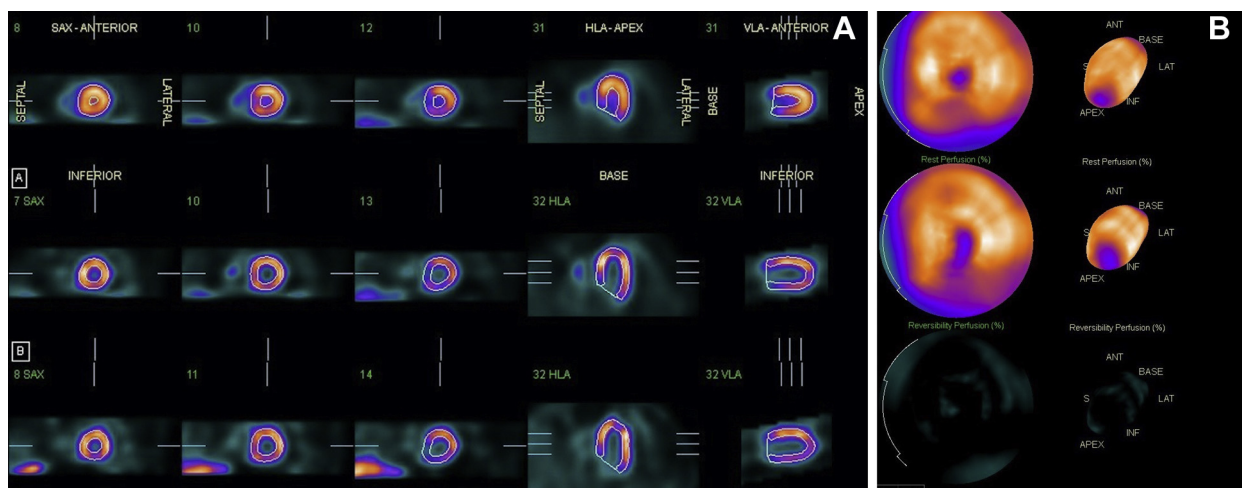 8 SAX-ANTERIOR 10 12 31 HLA-APEX 31 VLA-ANTERIOR A
SEPTAL LATERAL SEPTAL LATERAL BASE APEX
A INFERIOR BASE INFERIOR
7 SAX 10 13 32 HLA 32 VLA
B
8 SAX 11 14 32 HLA 32 VLA
B
ANT
BASE
S LAT
INF
APEX
Rest Perfusion (%) Rest Perfusion (%)
ANT
BASE
S LAT
INF
APEX
Reversibility Perfusion (%) Reversibility Perfusion (%)
ANT
BASE
S LAT
INF
APEX